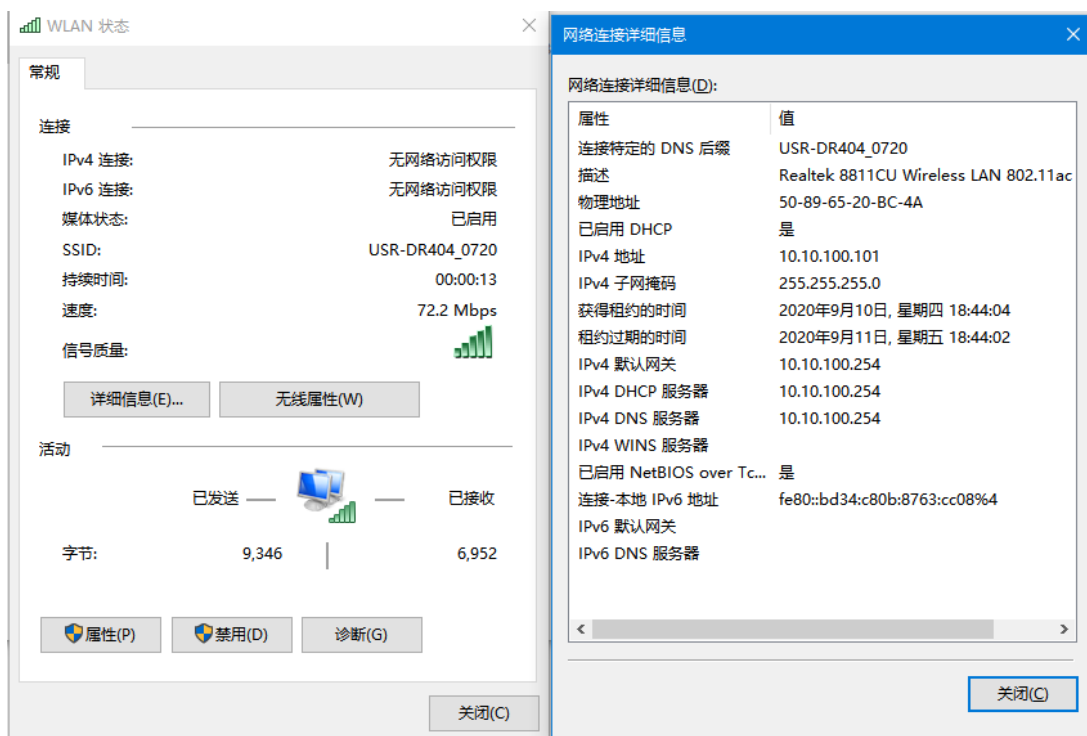 WLAN 状态
常规
连接
IPv4 连接: 无网络访问权限
IPv6 连接: 无网络访问权限
媒体状态: 已启用
SSID: USR-DR404_0720
持续时间: 00:00:13
速度: 72.2 Mbps
信号质量:
详细信息(E)... 无线属性(W)
活动
已发送 已接收
字节: 9,346 6,952
属性(P) 禁用(D) 诊断(G)
关闭(C)
网络连接详细信息
网络连接详细信息(D):
属性 值
连接特定的 DNS 后缀 USR-DR404_0720
描述 Realtek 8811CU Wireless LAN 802.11ac
物理地址 50-89-65-20-BC-4A
已启用 DHCP 是
IPv4 地址 10.10.100.101
IPv4 子网掩码 255.255.255.0
获得租约的时间 2020年9月10日, 星期四 18:44:04
租约过期的时间 2020年9月11日, 星期五 18:44:02
IPv4 默认网关 10.10.100.254
IPv4 DHCP 服务器 10.10.100.254
IPv4 DNS 服务器 10.10.100.254
IPv4 WINS 服务器
已启用 NetBIOS over Tc... 是
连接-本地 IPv6 地址 fe80::bd34:c80b:8763:cc08%4
IPv6 默认网关
IPv6 DNS 服务器
关闭(C)